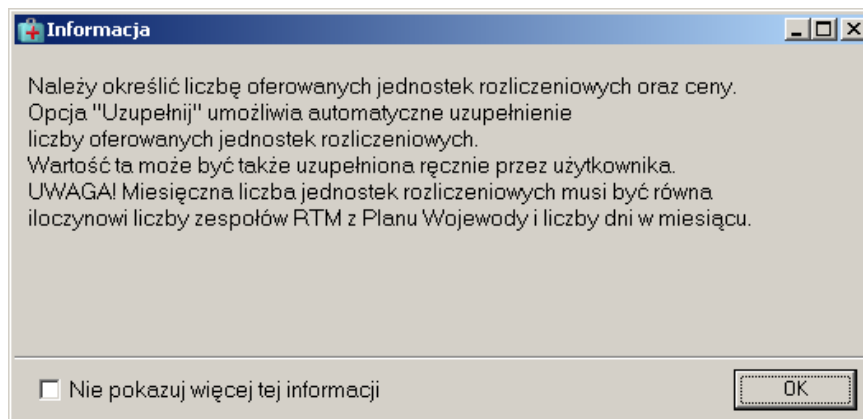 Informacja
Należy określić liczbę oferowanych jednostek rozliczeniowych oraz ceny.
Opcja "Uzupełnij" umożliwia automatyczne uzupełnienie
liczby oferowanych jednostek rozliczeniowych.
Wartość ta może być także uzupełniona ręcznie przez użytkownika.
UWAGA! Miesięczna liczba jednostek rozliczeniowych musi być równa
iloczynowi liczby zespołów RTM z Planu Wojewody i liczby dni w miesiącu.
Nie pokazuj więcej tej informacji
OK